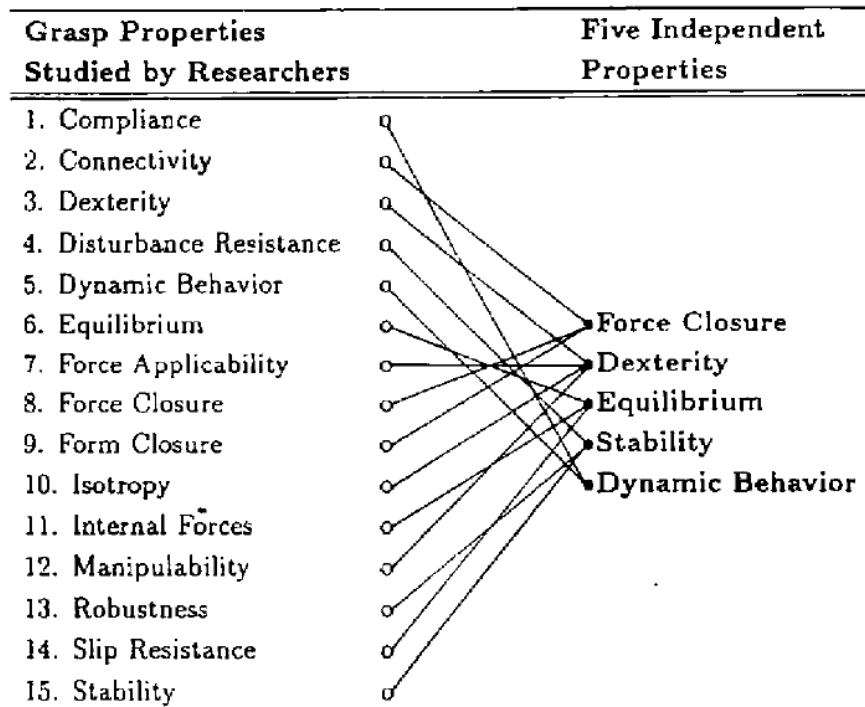 Grasp Properties Five Independent
Studied by Researchers Properties
1. Compliance
2. Connectivity
3. Dexterity
4. Disturbance Resistance
5. Dynamic Behavior
6. Equilibrium Force Closure
7. Force Applicability Dexterity
8. Force Closure Equilibrium
9. Form Closure Stability
10. Isotropy Dynamic Behavior
11. Internal Forces
12. Manipulability
13. Robustness
14. Slip Resistance
15. Stability